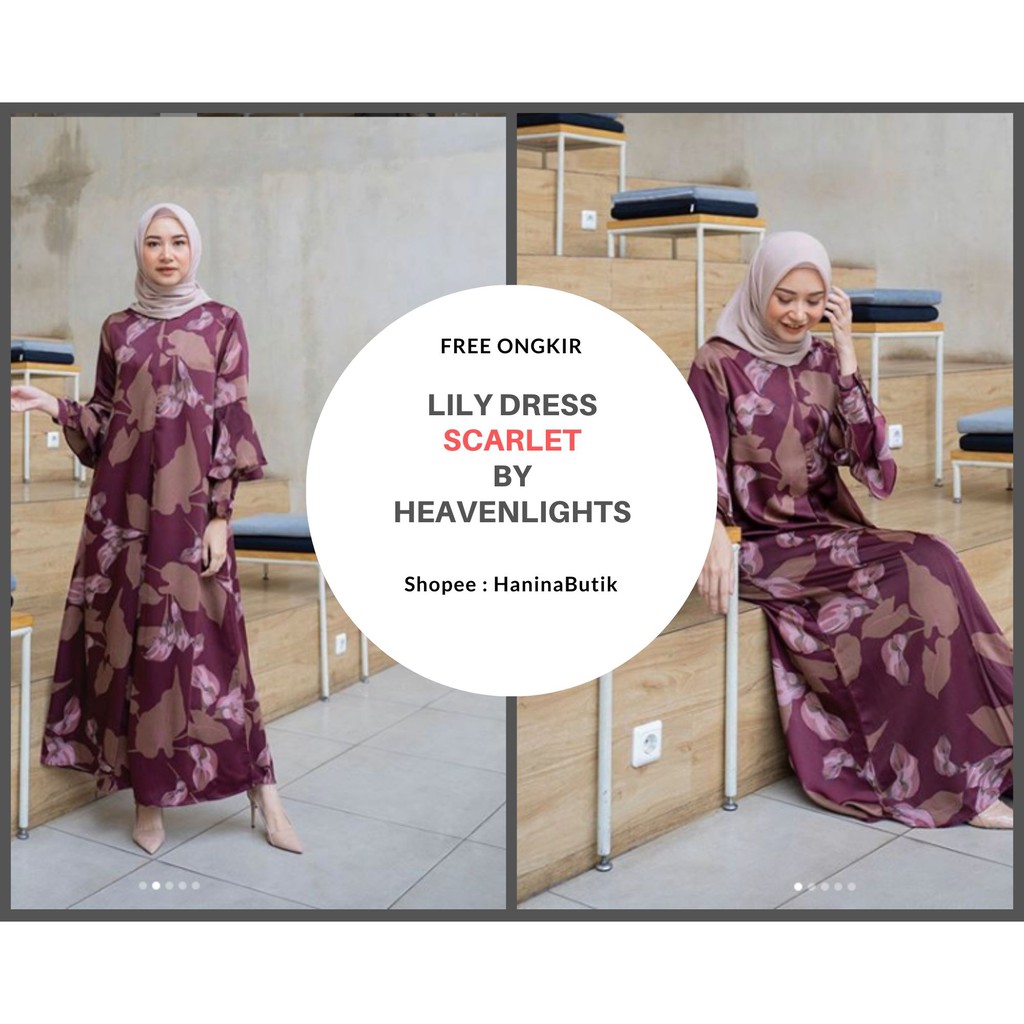 FREE ONGKIR
LILY DRESS
SCARLET
BY
HEAVENLIGHTS
Shopee : HaninaButik